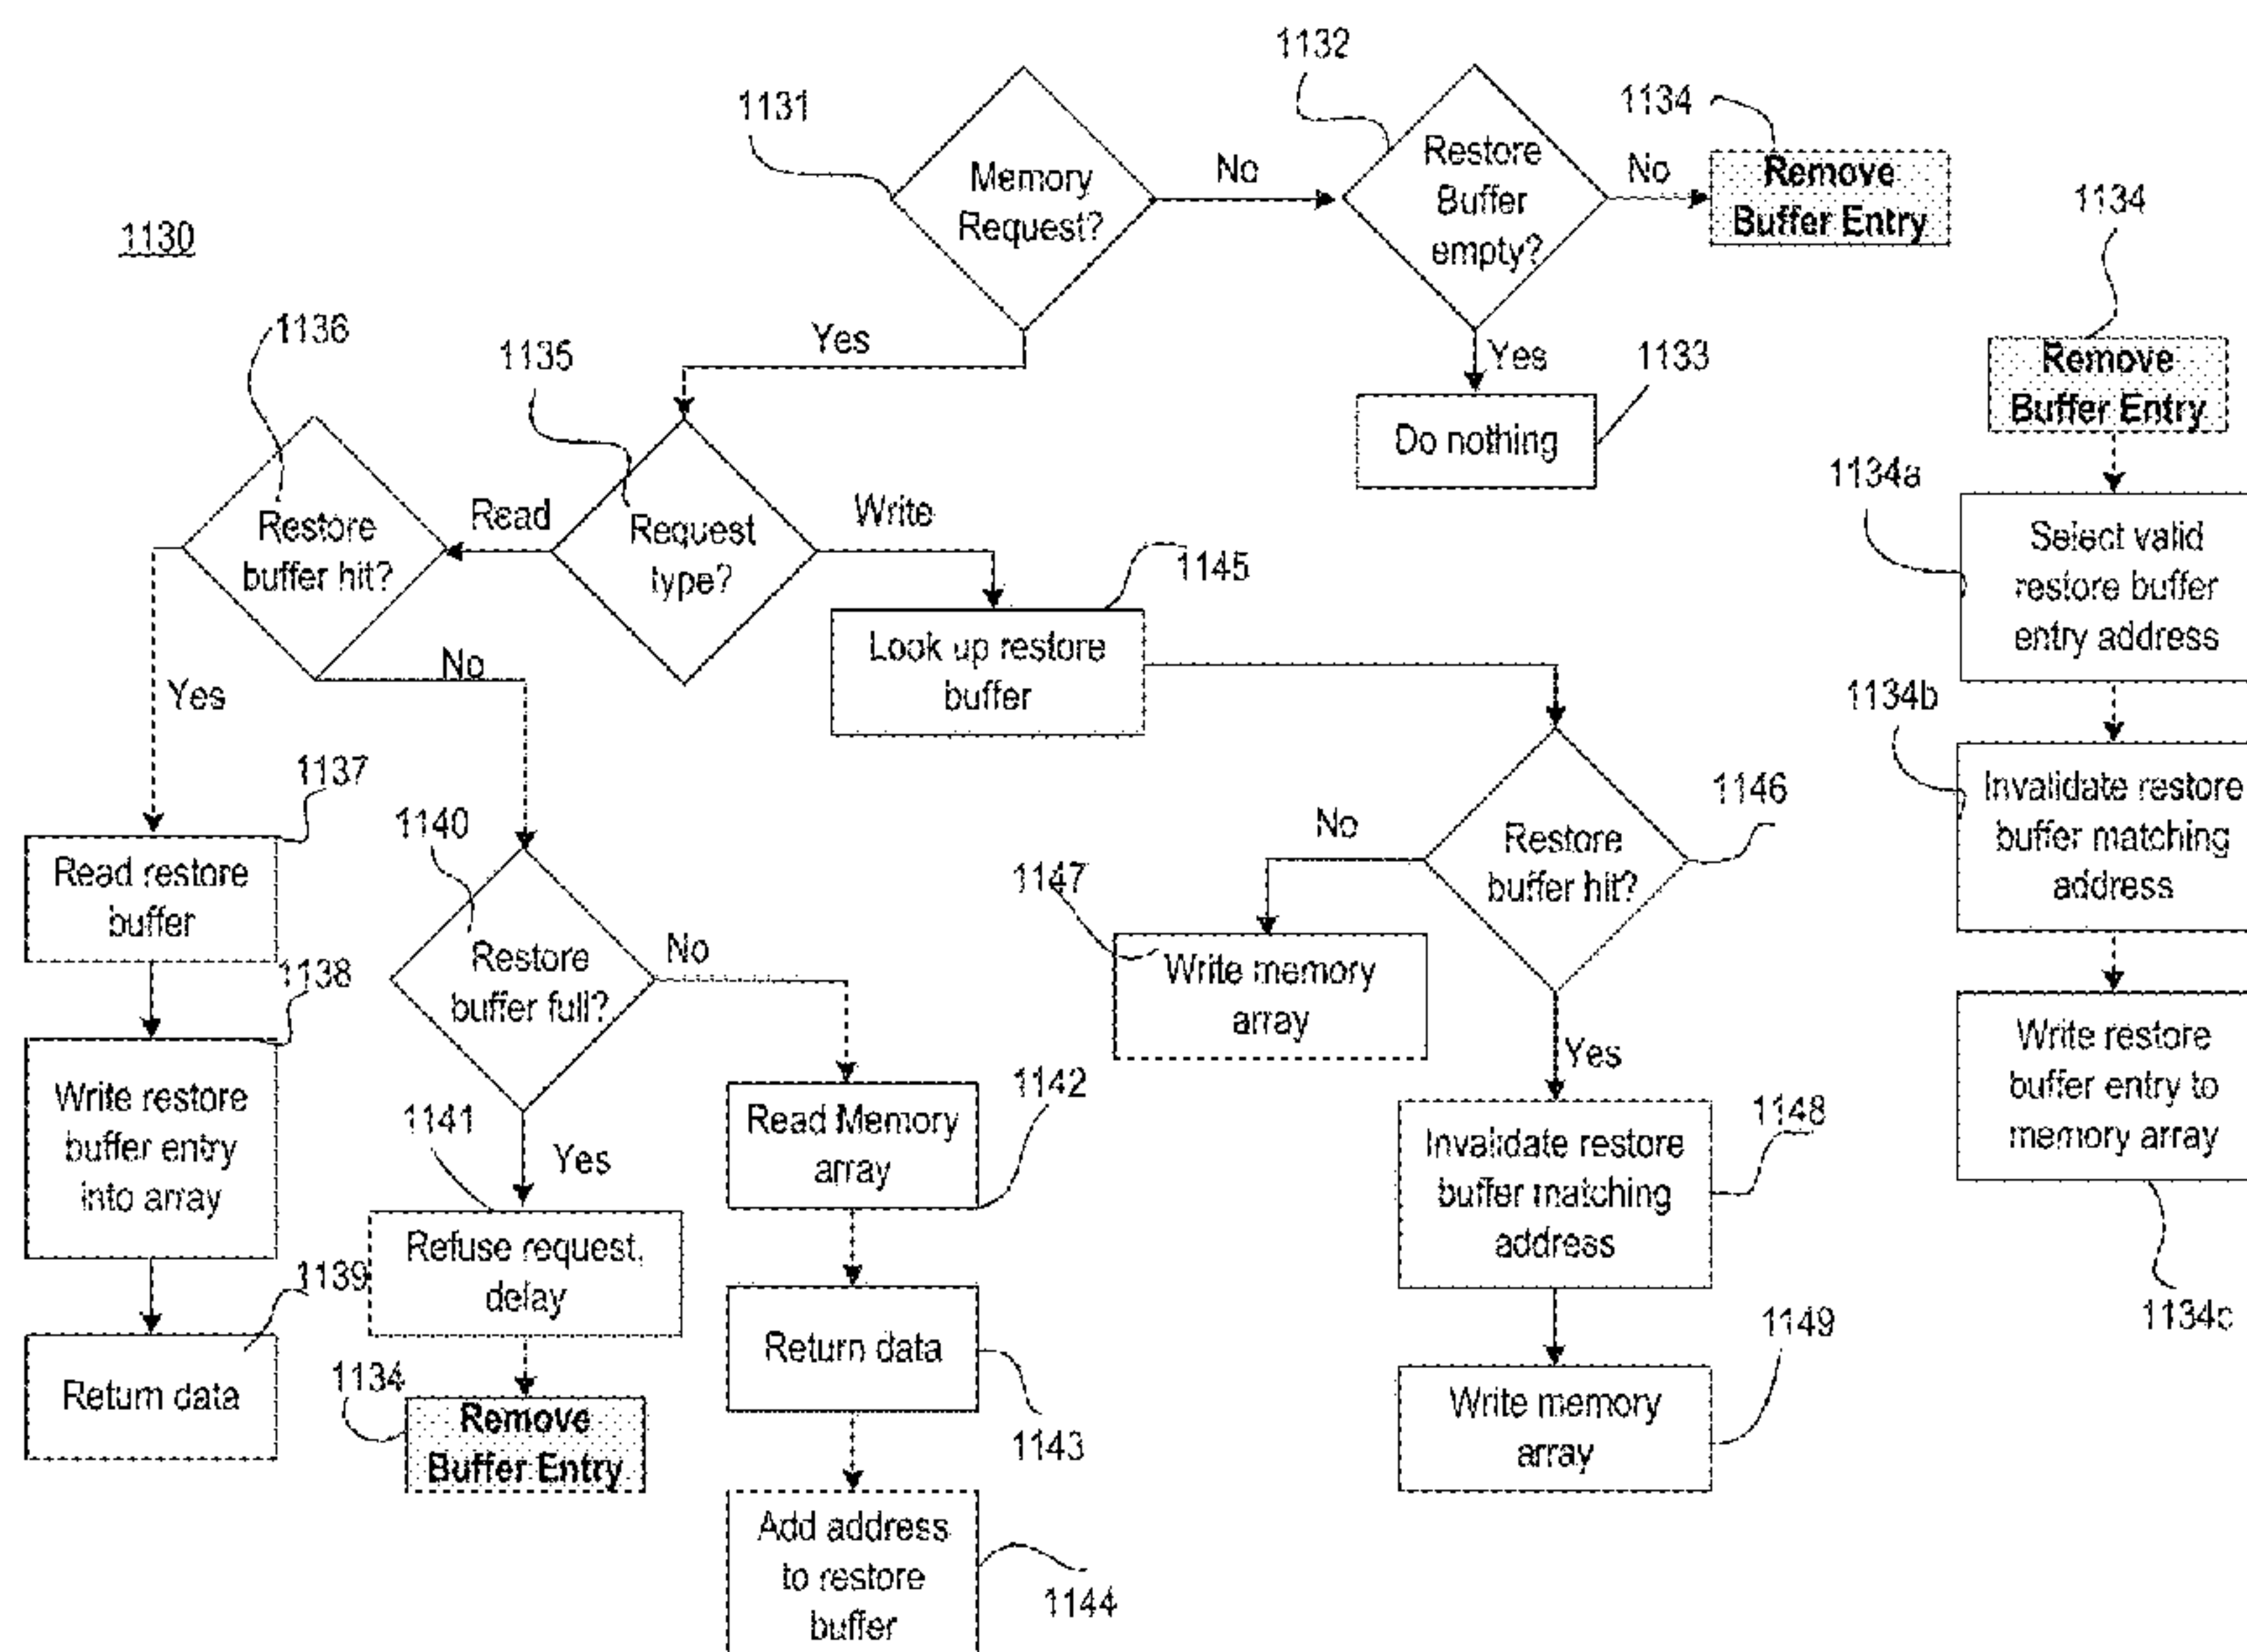 1130
1131
Memory
Request?
No
Yes
1132
Restore
Buffer
empty?
No
Yes
1134
Remove
Buffer Entry
1133
Do nothing
1135
Request
type?
Read
Write
1136
Restore
buffer hit?
Yes
No
1137
Read restore
buffer
1138
Write restore
buffer entry
into array
1139
Return data
1140
Restore
buffer full?
No
Yes
1141
Refuse request,
delay
1134
Remove
Buffer Entry
1142
Read Memory
array
1143
Return data
1144
Add address
to restore
buffer
1145
Look up restore
buffer
1146
Restore
buffer hit?
No
Yes
1147
Write memory
array
1148
Invalidate restore
buffer matching
address
1149
Write memory
array
1134
Remove
Buffer Entry
1134a
Select valid
restore buffer
entry address
1134b
Invalidate restore
buffer matching
address
Write restore
buffer entry to
memory array
1134c